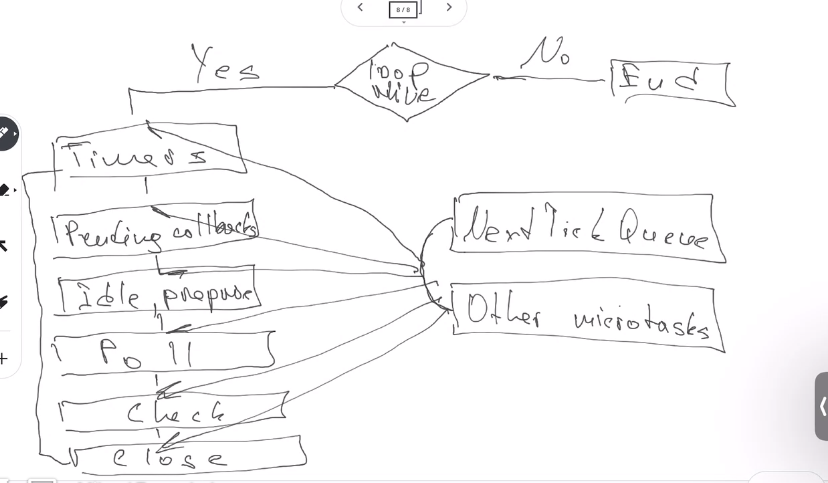 8/8
Yes
loop
alive
No
End
Timers
Pending callbacks
Idle, prepare
Poll
Check
Close
Next Tick Queue
Other microtasks